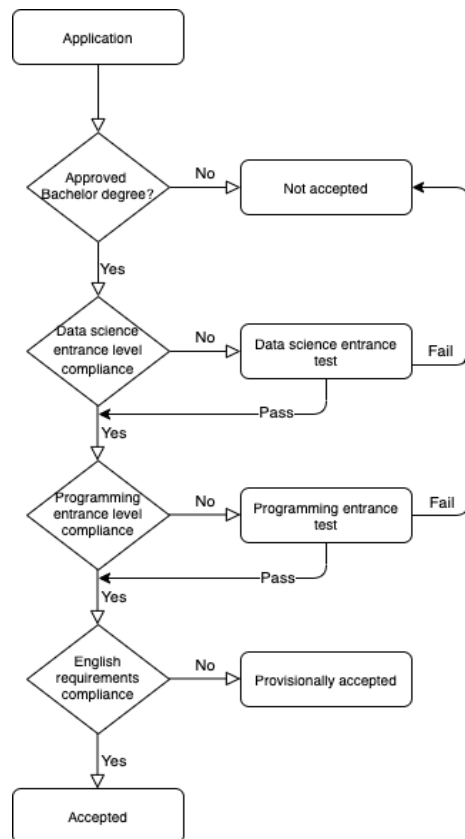 Application
Approved
Bachelor degree?
No
Not accepted
Yes
Data science
entrance level
compliance
No
Data science entrance
test
Fail
Pass
Yes
Programming
entrance level
compliance
No
Programming entrance
test
Fail
Pass
Yes
English
requirements
compliance
No
Provisionally accepted
Yes
Accepted